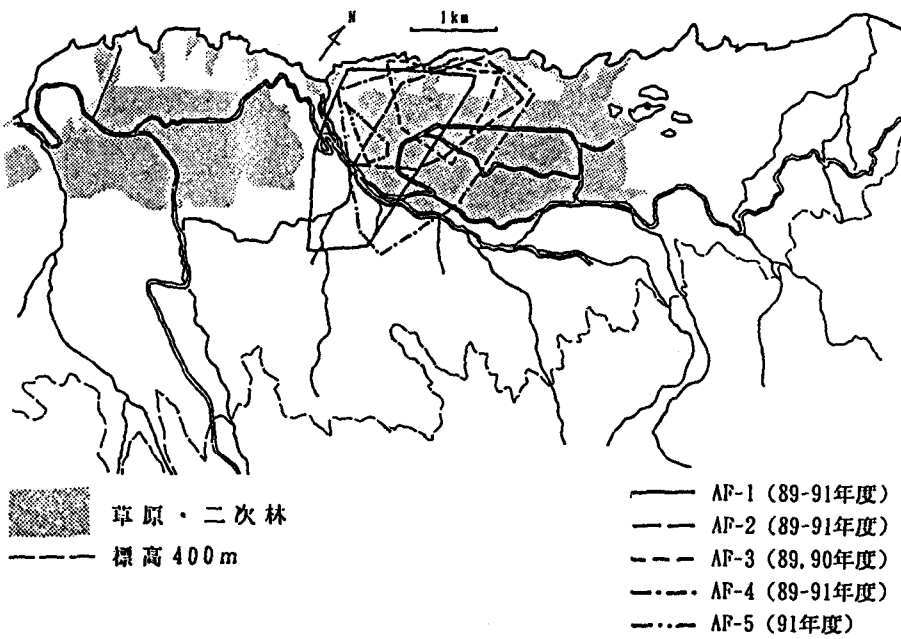 N
1km
草原・二次林
標高400m
AF-1 (89-91年度)
AF-2 (89-91年度)
AF-3 (89,90年度)
AF-4 (89-91年度)
AF-5 (91年度)